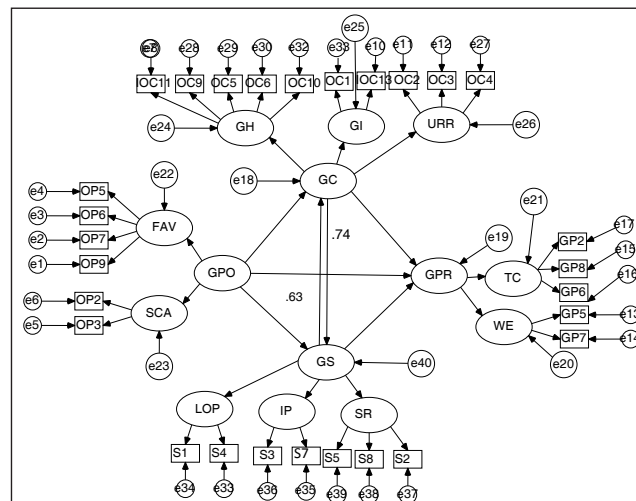 e25
e28 e29 e30 e32 e33 e10 e11 e12 e27
OC9 OC5 OC6 OC10 OC1 OC13 OC2 OC3 OC4
e24 GH GI URR e26
e18 GC
e22 e21
e4 OP5 e17
e3 OP6 FAV .74 e19 GP2
e2 OP7 e15
e1 OP9 GPO GPR TC GP8
e16
e6 OP2 .63 GP6
e5 OP3 SCA WE GP5 e13
GP7 e14
e23 GS e40 e20
LOP IP SR
S1 S4 S3 S7 S5 S8 S2
e34 e33 e36 e35 e39 e38 e37